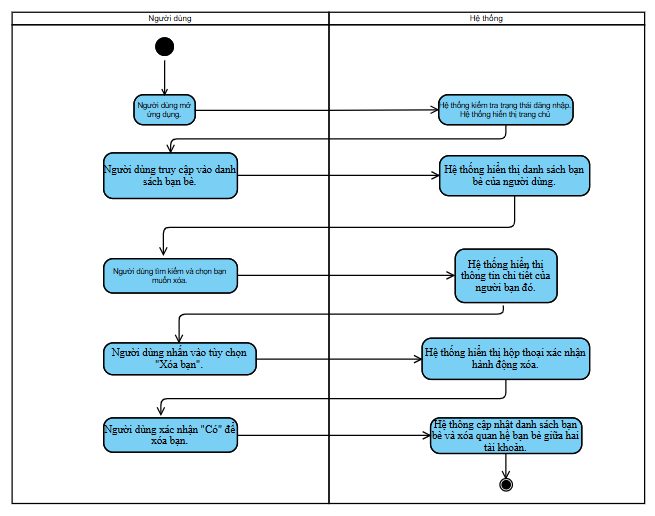 Người dùng
Hệ thống
Người dùng mở
ứng dụng.
Hệ thống kiểm tra trạng thái đăng nhập.
Hệ thống hiển thị trang chủ
Người dùng truy cập vào danh
sách bạn bè.
Hệ thống hiển thị danh sách bạn
bè của người dùng.
Người dùng tìm kiếm và chọn bạn
muốn xóa.
Hệ thống hiển thị
thông tin chi tiết của
người bạn đó.
Người dùng nhấn vào tùy chọn
"Xóa bạn".
Hệ thống hiển thị hộp thoại xác nhận
hành động xóa.
Người dùng xác nhận "Có" để
xóa bạn.
Hệ thống cập nhật danh sách bạn
bè và xóa quan hệ bạn bè giữa hai
tài khoản.